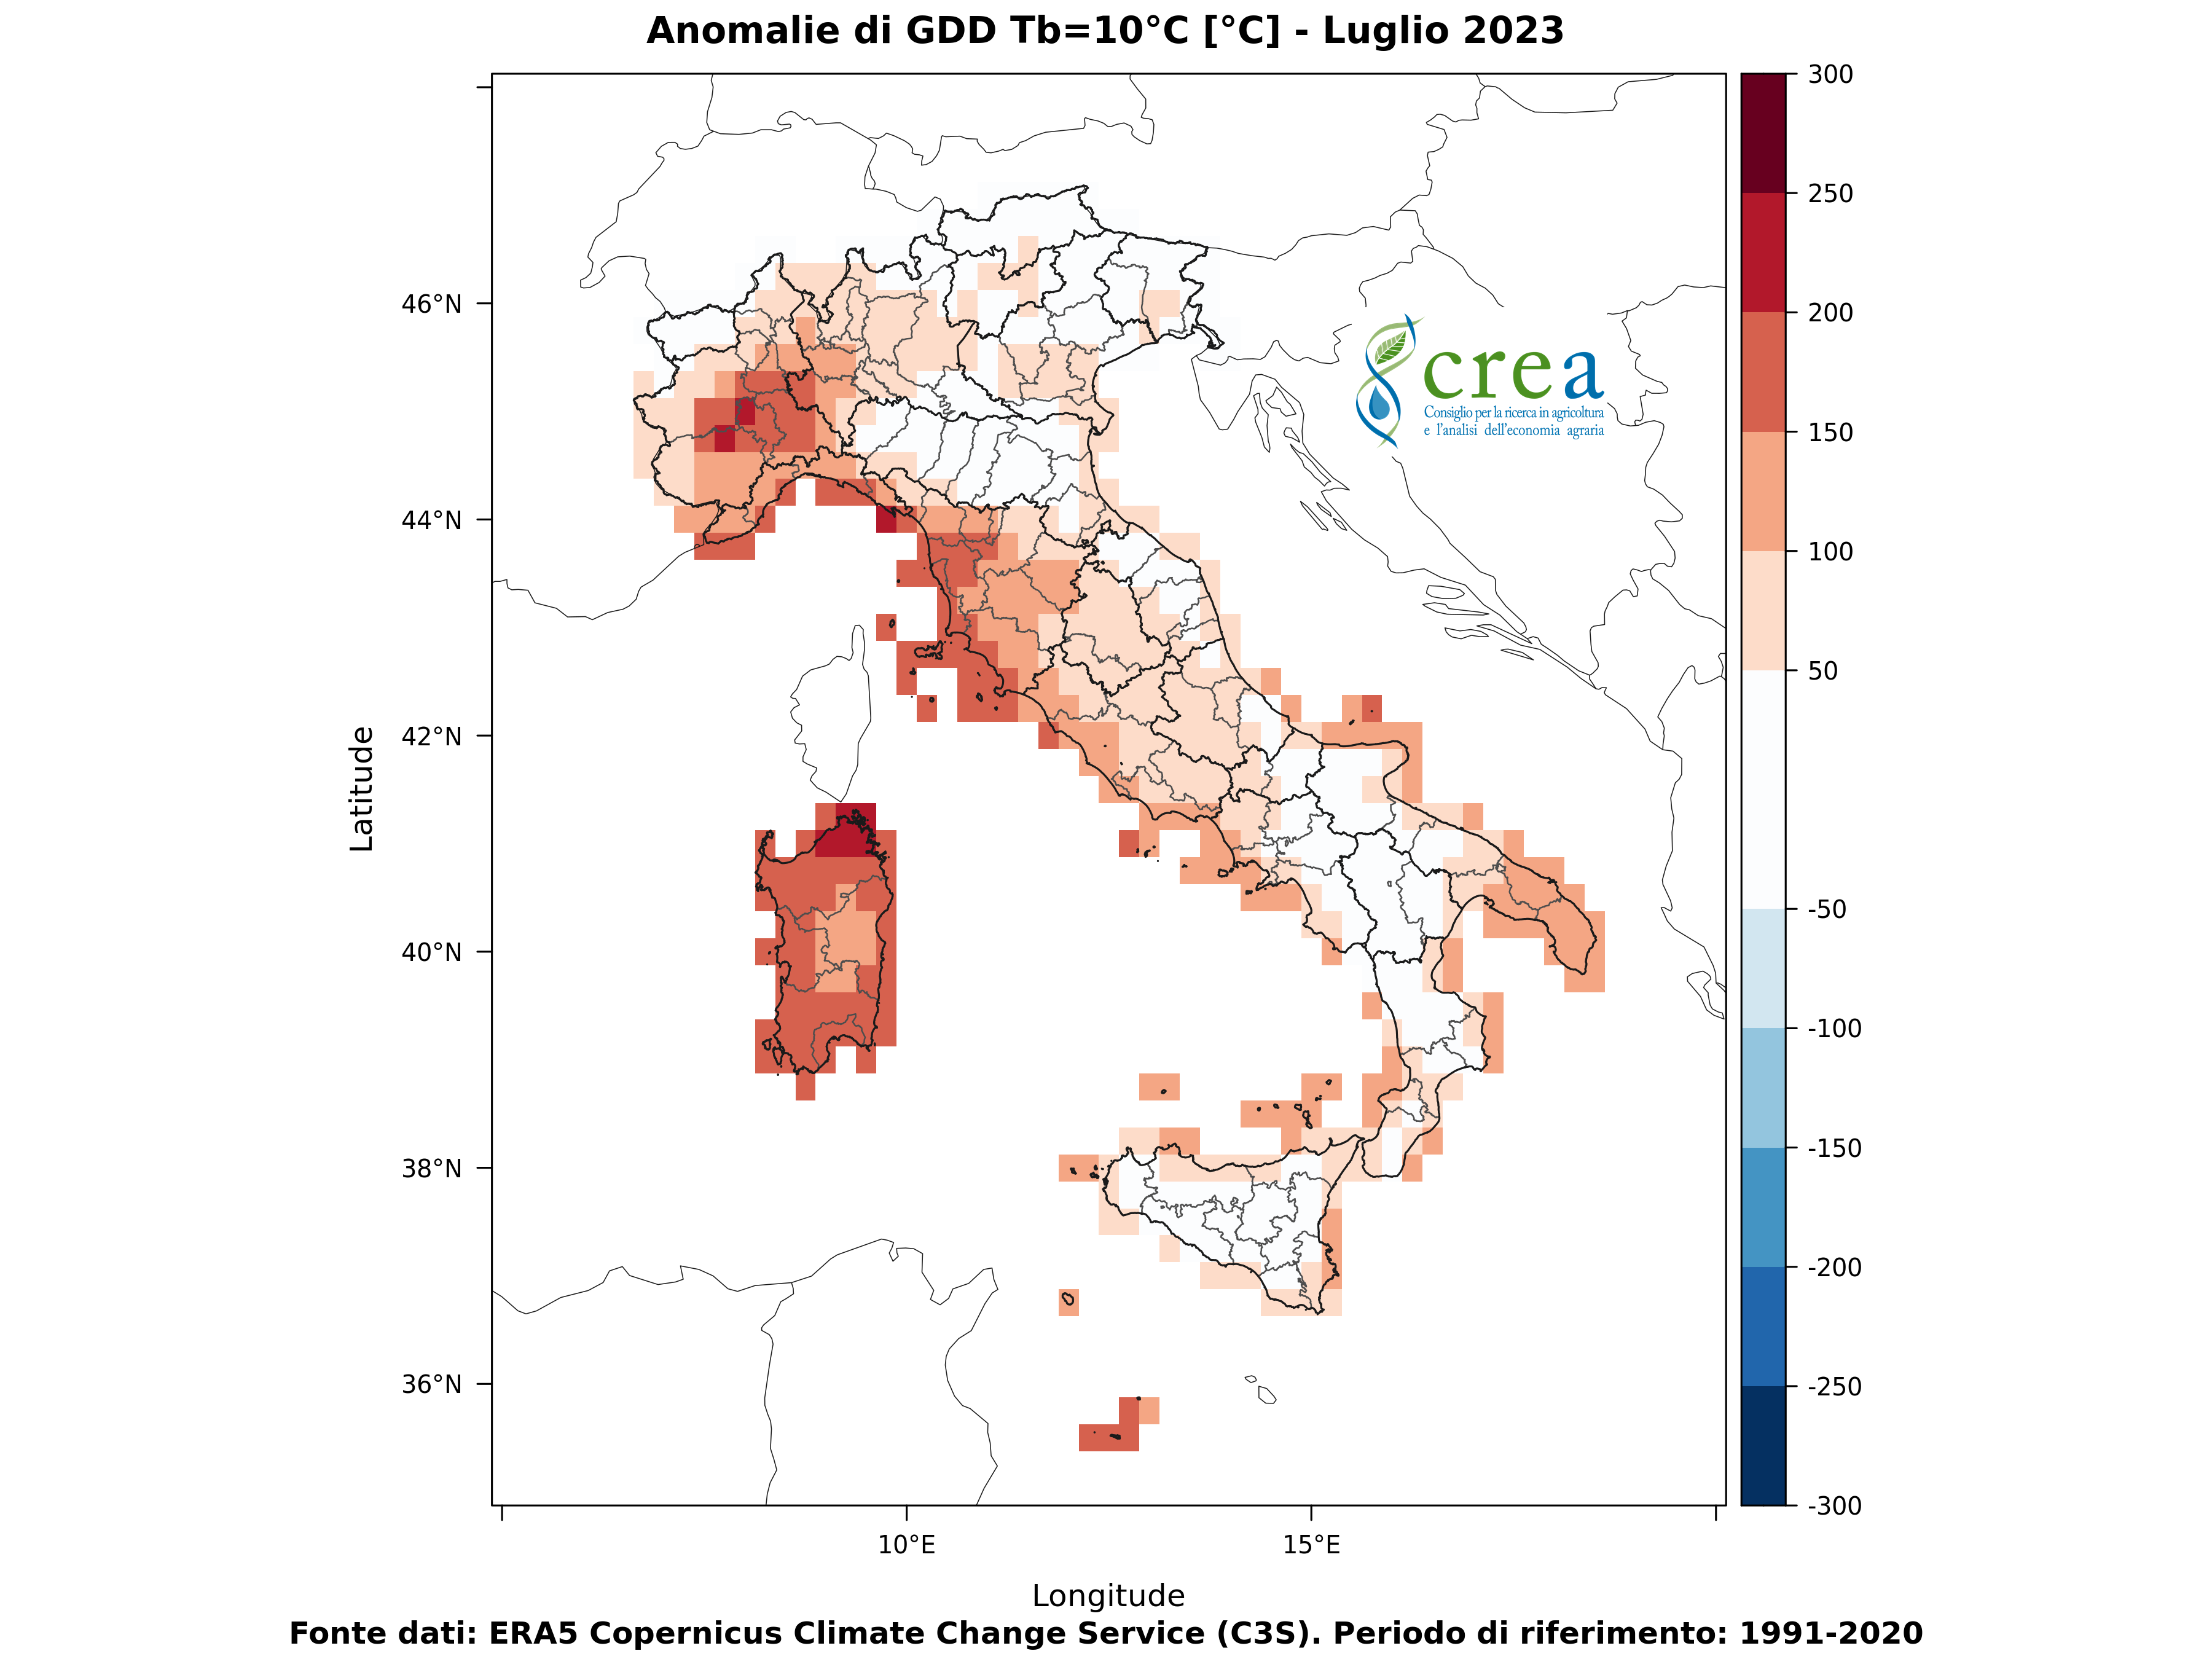 Anomalie di GDD Tb=10°C [°C] - Luglio 2023
300
250
200
150
100
50
-50
-100
-150
-200
-250
-300
46°N
44°N
42°N
40°N
38°N
36°N
Latitude
crea
Consiglio per la ricerca in agricoltura
e l'analisi dell'economia agraria
10°E
15°E
Longitude
Fonte dati: ERA5 Copernicus Climate Change Service (C3S). Periodo di riferimento: 1991-2020